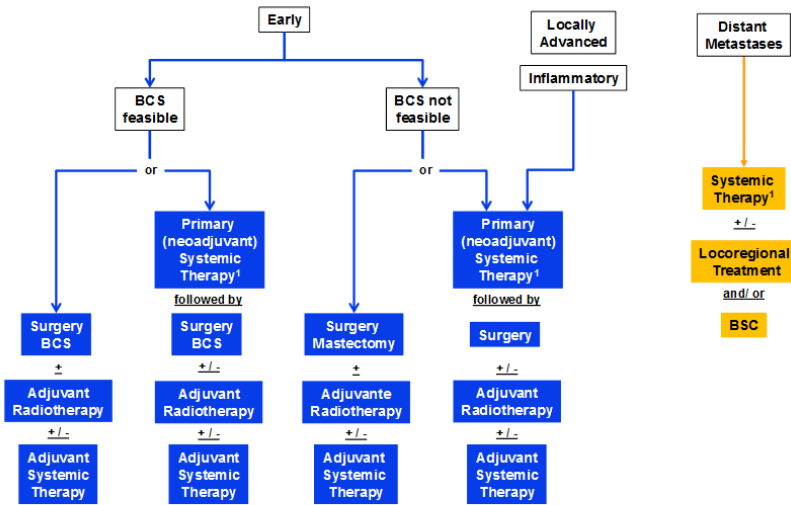 Early
Locally
Advanced
Distant
Metastases
Inflammatory
BCS
feasible
BCS not
feasible
or
or
Systemic
Therapy1
+ / -
Locoregional
Treatment
and/ or
BSC
Primary
(neoadjuvant)
Systemic
Therapy1
followed by
Primary
(neoadjuvant)
Systemic
Therapy1
followed by
Surgery
BCS
+
Adjuvant
Radiotherapy
+ / -
Adjuvant
Systemic
Therapy
Surgery
BCS
+ / -
Adjuvant
Radiotherapy
+ / -
Adjuvant
Systemic
Therapy
Surgery
Mastectomy
+
Adjuvante
Radiotherapy
+ / -
Adjuvant
Systemic
Therapy
Surgery
+ / -
Adjuvant
Radiotherapy
+ / -
Adjuvant
Systemic
Therapy